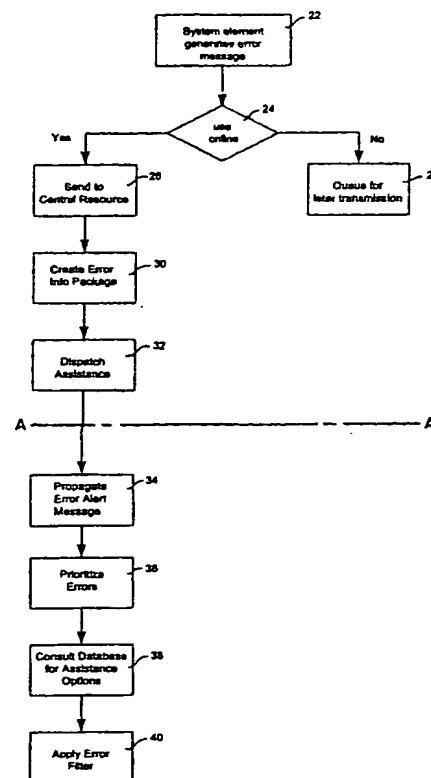 System element
generates error
message
22
use
online
24
Yes
No
Send to
Central Resource
26
Queue for
later transmission
2
Create Error
Info Package
30
Dispatch
Assistance
32
A
A
Propagate
Error Alert
Message
34
Prioritize
Errors
36
Consult Database
for Assistance
Options
38
Apply Error
Filter
40